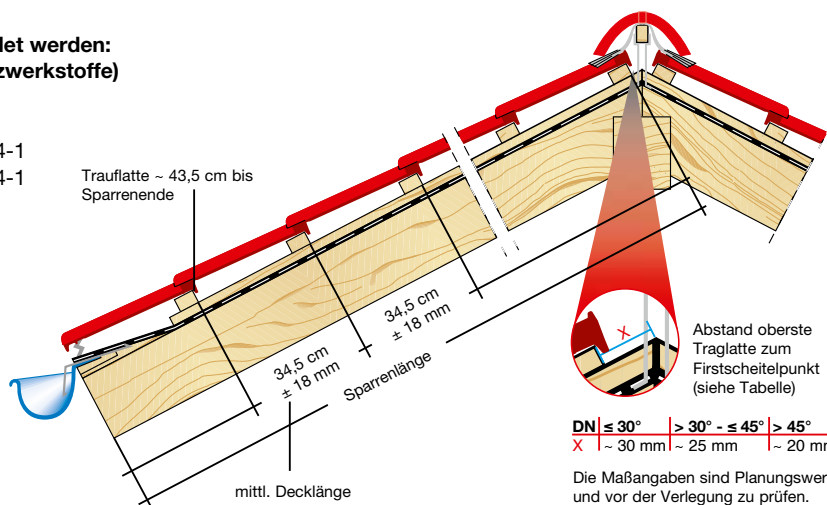 det werden:
zwerkstoffe)
4-1
4-1
Trauflatte ~ 43,5 cm bis
Sparrenende
34,5 cm
± 18 mm
34,5 cm
± 18 mm
Sparrenlänge
mittl. Decklänge
X
Abstand oberste
Traglatte zum
Firstscheitelpunkt
(siehe Tabelle)
DN ≤ 30° > 30° - ≤ 45° > 45°
X ~ 30 mm ~ 25 mm ~ 20 mm
Die Maßangaben sind Planungswer
und vor der Verlegung zu prüfen.